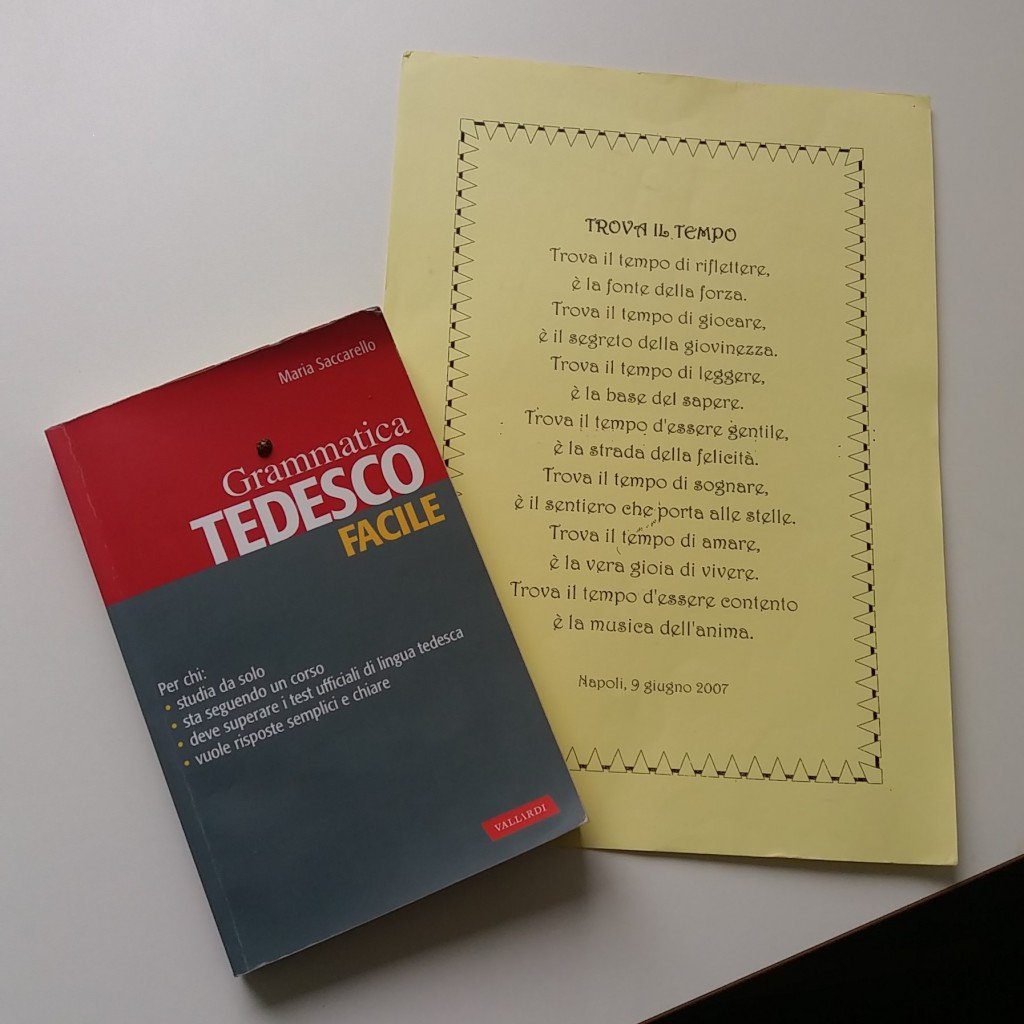 Maria Saccarello
Grammatica
TEDESCO
FACILE
Per chi:
• studia da solo
• sta seguendo un corso
• deve superare i test ufficiali di lingua tedesca
• vuole risposte semplici e chiare
VALLARDI
TROVA IL TEMPO
Trova il tempo di riflettere,
è la fonte della forza.
Trova il tempo di giocare,
è il segreto della giovinezza.
Trova il tempo di leggere,
è la base del sapere.
Trova il tempo d'essere gentile,
è la strada della felicità.
Trova il tempo di sognare,
è il sentiero che porta alle stelle.
Trova il tempo di amare,
è la vera gioia di vivere.
Trova il tempo d'essere contento
è la musica dell'anima.
Napoli, 9 giugno 2007